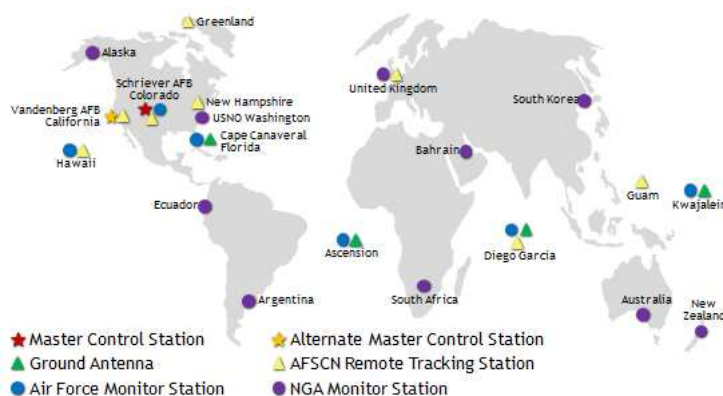 Greenland
Alaska
Schriever AFB
Colorado
Vandenberg AFB
California
New Hampshire
USNO Washington
Cape Canaveral
Florida
Hawaii
United Kingdom
South Korea
Bahrain
Guam
Kwajalein
Ecuador
Ascension
Diego Garcia
Argentina
South Africa
Australia
New
Zealand
Master Control Station
Alternate Master Control Station
Ground Antenna
AFSCN Remote Tracking Station
Air Force Monitor Station
NGA Monitor Station